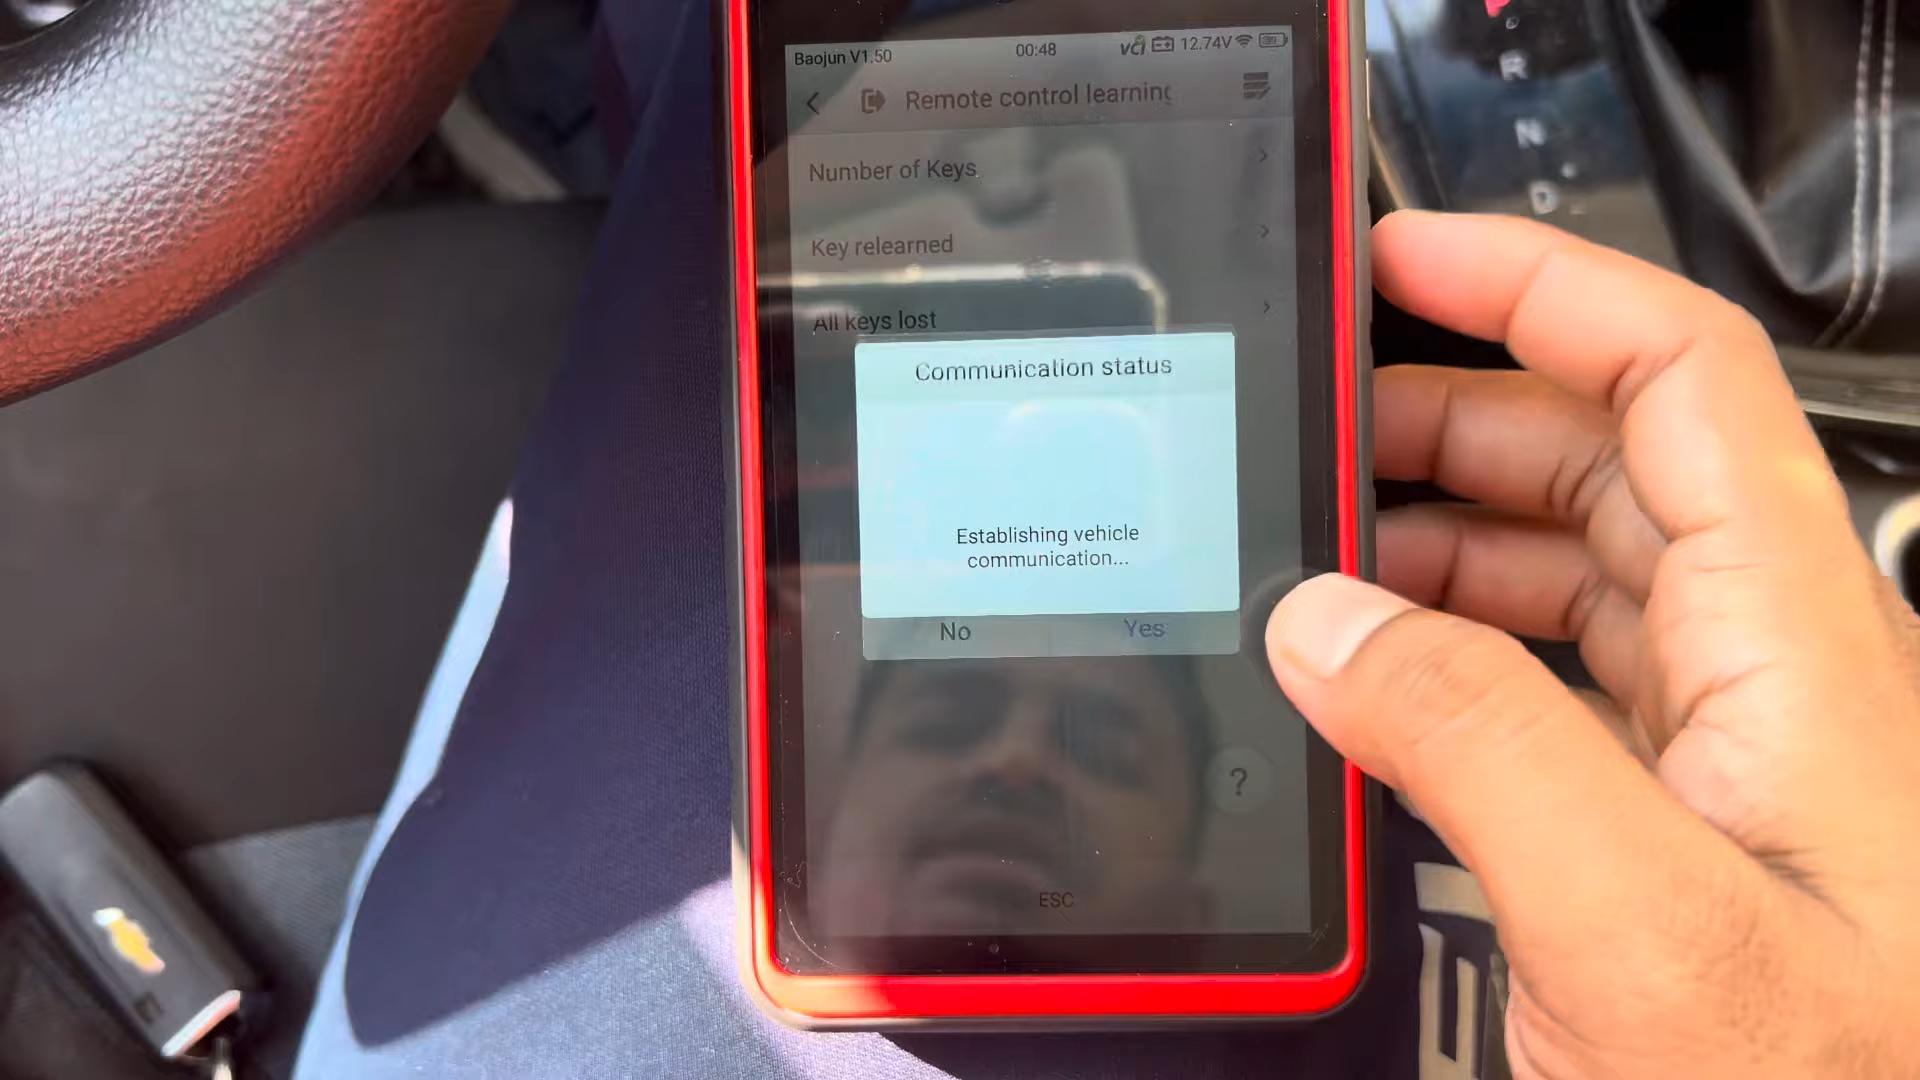 Baojun V1.50 00:48 vci 12.74V
Remote control learning
Number of Keys
Key relearned
All keys lost
Communication status
Establishing vehicle
communication...
No Yes
?
ESC
R
N
D